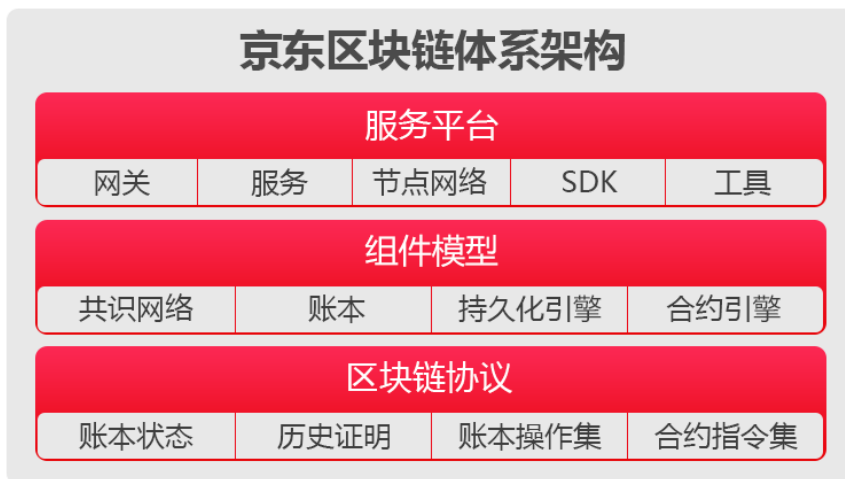 京东区块链体系架构
服务平台
网关 服务 节点网络 SDK 工具
组件模型
共识网络 账本 持久化引擎 合约引擎
区块链协议
账本状态 历史证明 账本操作集 合约指令集